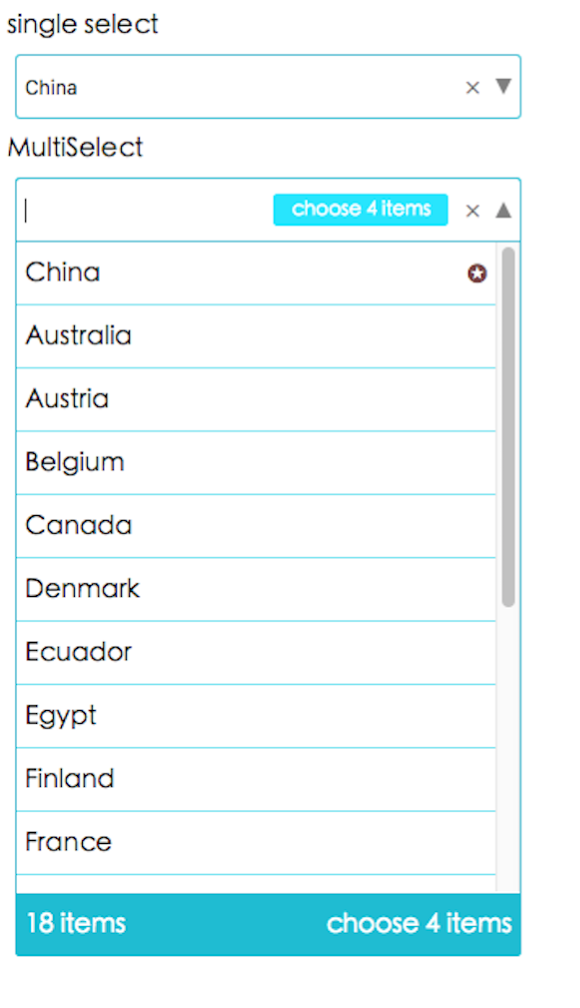 single select
China
MultiSelect
choose 4 items
China
Australia
Austria
Belgium
Canada
Denmark
Ecuador
Egypt
Finland
France
18 items choose 4 items